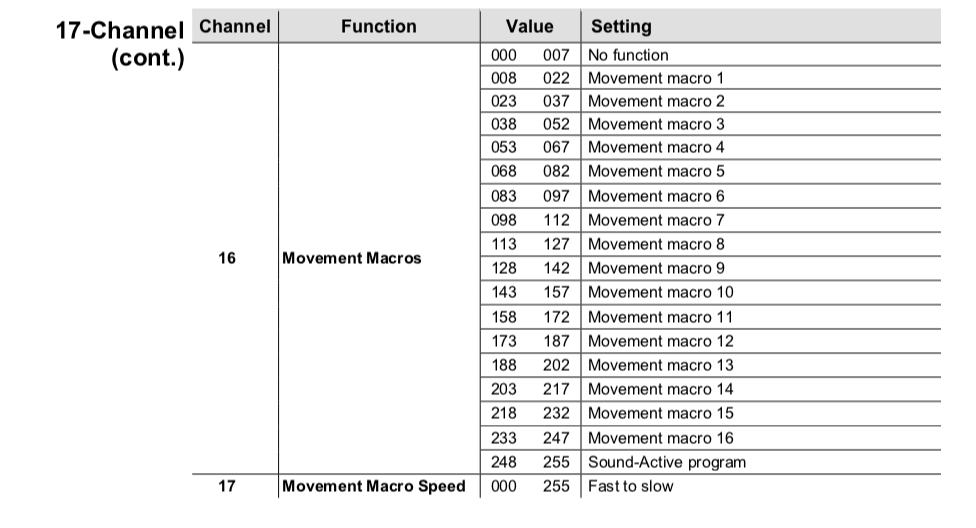 17-Channel
(cont.)
Channel Function Value Setting
000 007 No function
008 022 Movement macro 1
023 037 Movement macro 2
038 052 Movement macro 3
053 067 Movement macro 4
068 082 Movement macro 5
083 097 Movement macro 6
098 112 Movement macro 7
113 127 Movement macro 8
16 Movement Macros
128 142 Movement macro 9
143 157 Movement macro 10
158 172 Movement macro 11
173 187 Movement macro 12
188 202 Movement macro 13
203 217 Movement macro 14
218 232 Movement macro 15
233 247 Movement macro 16
248 255 Sound-Active program
17 Movement Macro Speed 000 255 Fast to slow